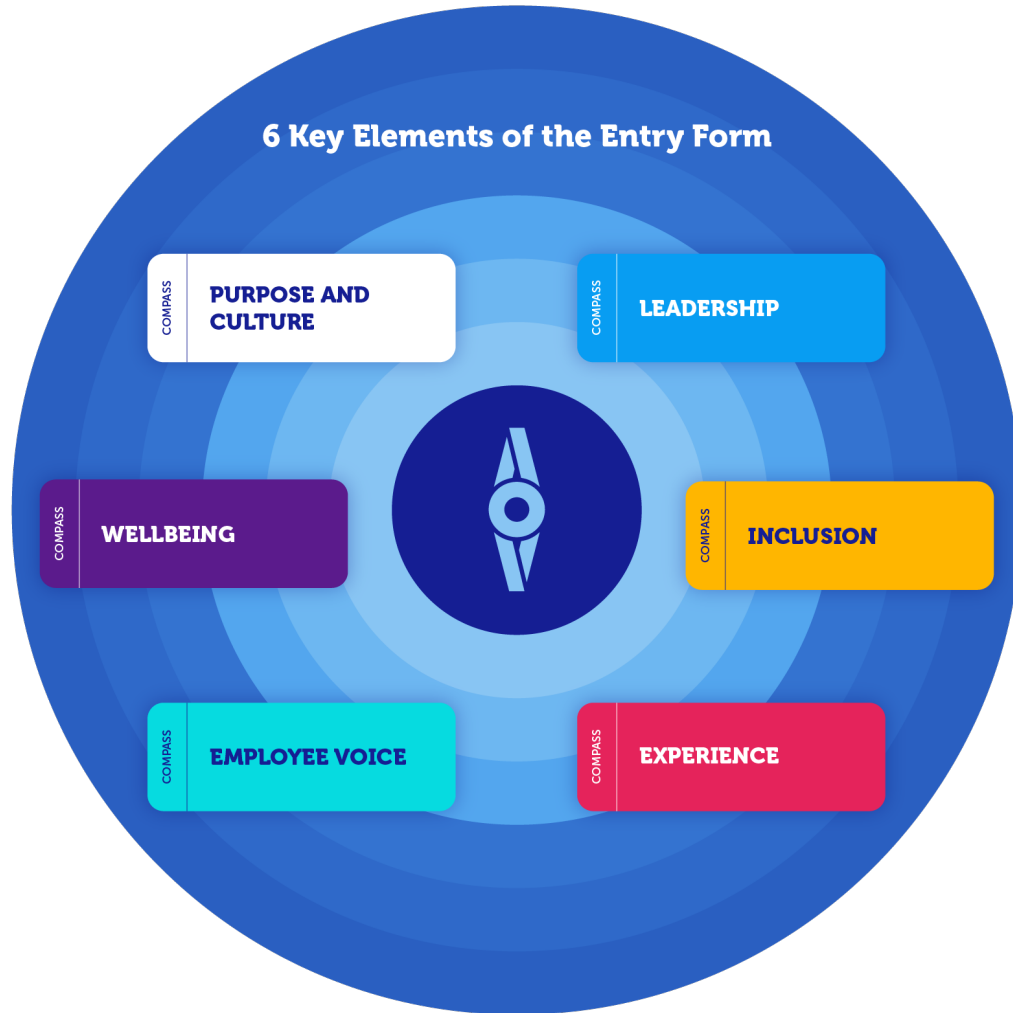 6 Key Elements of the Entry Form
COMPASS
PURPOSE AND
CULTURE
COMPASS
LEADERSHIP
COMPASS
WELLBEING
COMPASS
INCLUSION
COMPASS
EMPLOYEE VOICE
COMPASS
EXPERIENCE